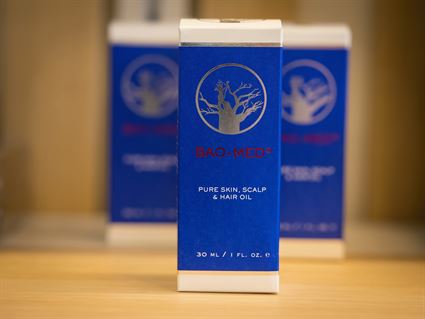 BAO-MED®
PURE SKIN, SCALP
& HAIR OIL
30 ML / 1 FL. OZ. ℮